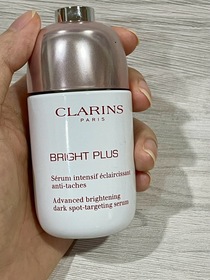 CLARINS
PARIS
BRIGHT PLUS
Sérum intensif éclaircissant
anti-taches
Advanced brightening
dark spot-targeting serum